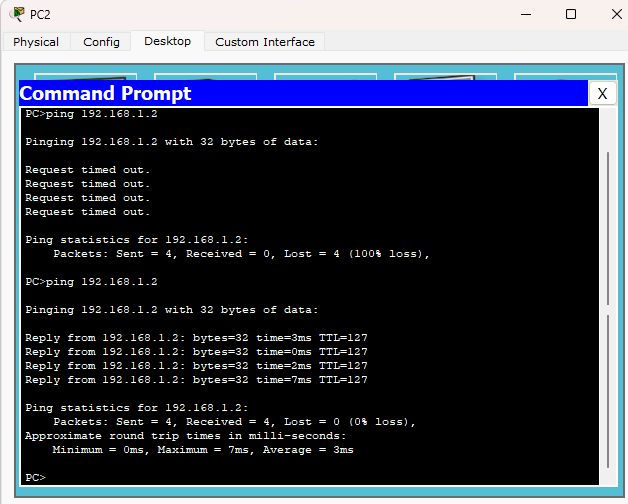 PC2
Physical Config Desktop Custom Interface
Command Prompt X
PC>ping 192.168.1.2
Pinging 192.168.1.2 with 32 bytes of data:
Request timed out.
Request timed out.
Request timed out.
Request timed out.
Ping statistics for 192.168.1.2:
Packets: Sent = 4, Received = 0, Lost = 4 (100% loss),
PC>ping 192.168.1.2
Pinging 192.168.1.2 with 32 bytes of data:
Reply from 192.168.1.2: bytes=32 time=3ms TTL=127
Reply from 192.168.1.2: bytes=32 time=0ms TTL=127
Reply from 192.168.1.2: bytes=32 time=2ms TTL=127
Reply from 192.168.1.2: bytes=32 time=7ms TTL=127
Ping statistics for 192.168.1.2:
Packets: Sent = 4, Received = 4, Lost = 0 (0% loss),
Approximate round trip times in milli-seconds:
Minimum = 0ms, Maximum = 7ms, Average = 3ms
PC>